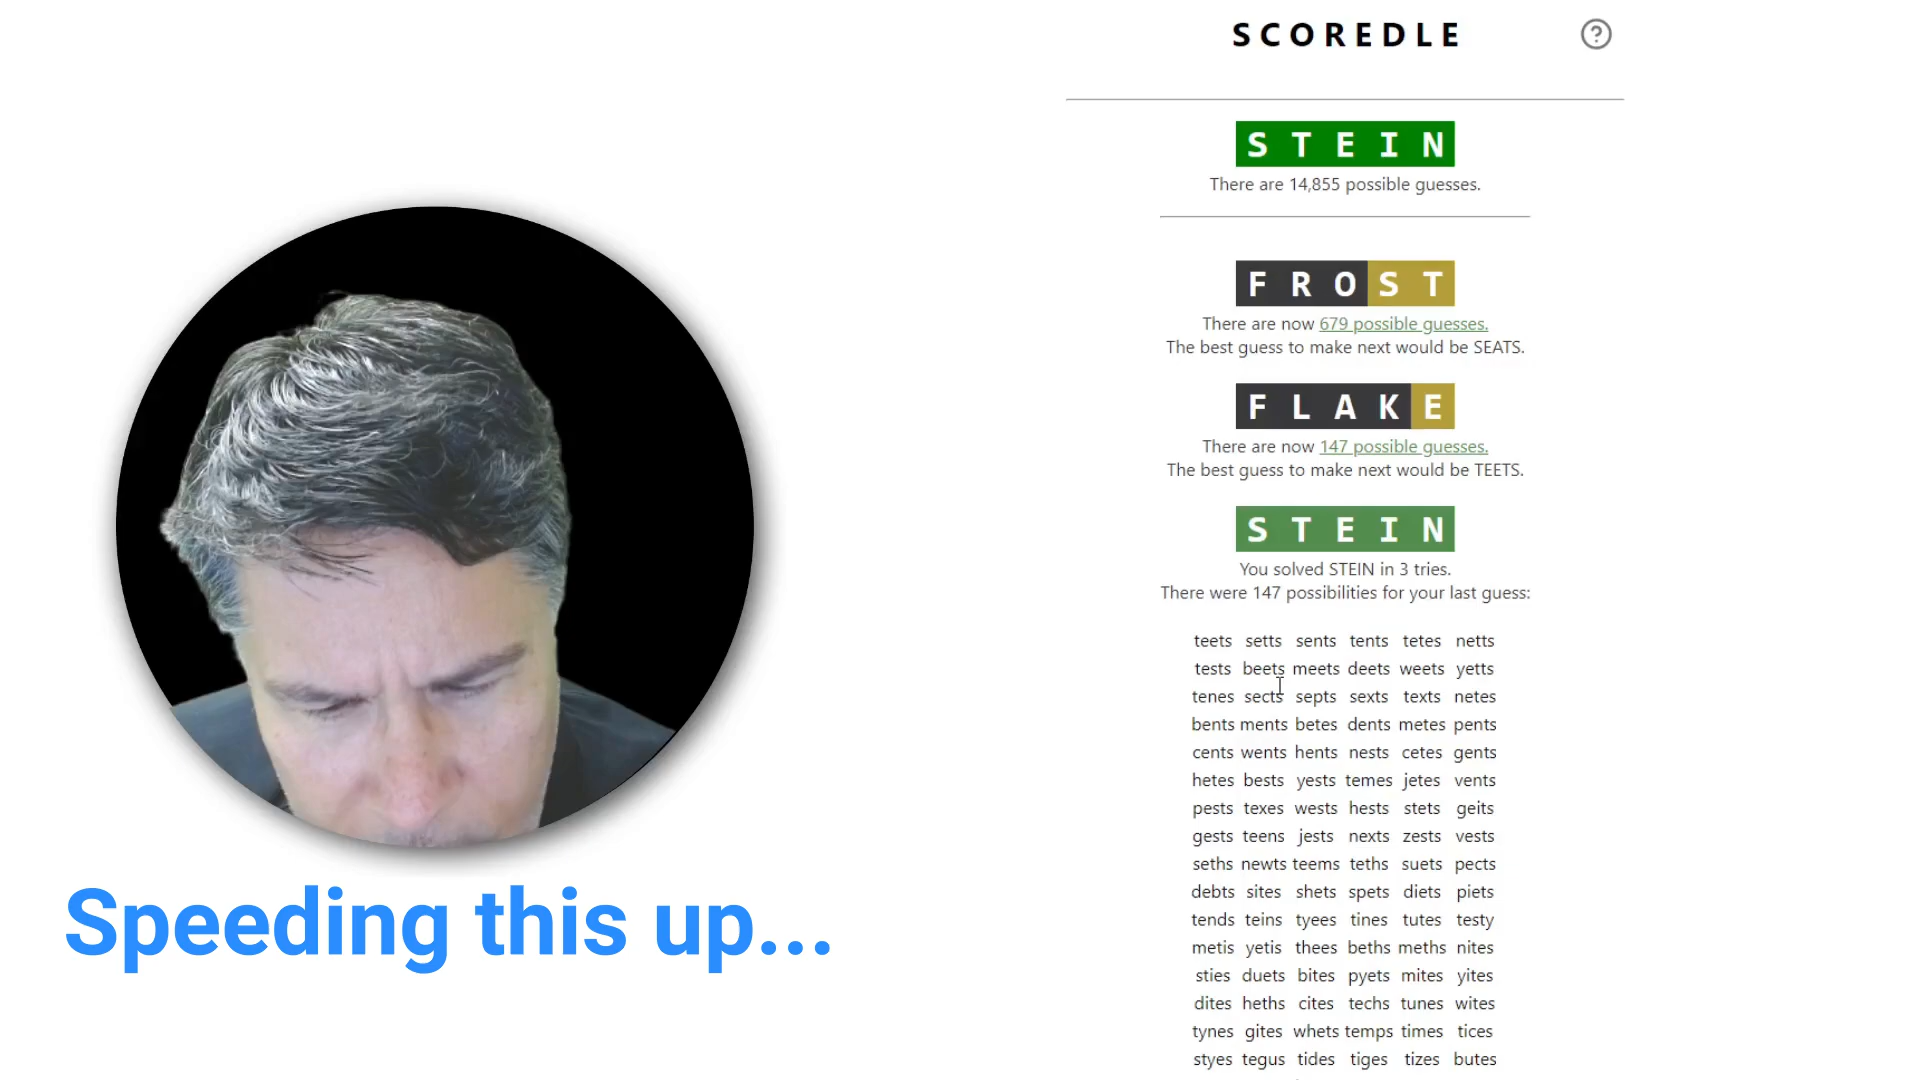 SCOREDLE
?
STEIN
There are 14,855 possible guesses.
FROST
There are now 679 possible guesses.
The best guess to make next would be SEATS.
FLAKE
There are now 147 possible guesses.
The best guess to make next would be TEETS.
STEIN
You solved STEIN in 3 tries.
There were 147 possibilities for your last guess:
teets setts sents tents tetes netts
tests beets meets deets weets yetts
tenes sects septs sexts texts netes
bents ments betes dents metes pents
cents wents hents nests cetes gents
hetes bests yests temes jetes vents
pests texes wests hests stets geits
gests teens jests nexts zests vests
seths newts teems teths suets pects
debts sites shets spets diets piets
tends teins tyees tines tutes testy
metis yetis thees beths meths nites
sties duets bites pyets mites yites
dites heths cites techs tunes wites
tynes gites whets temps times tices
styes tegus tides tiges tizes butes
Speeding this up...